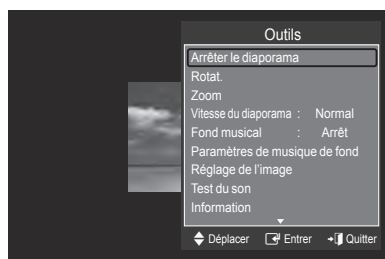 Outils
Arrêter le diaporama
Rotat.
Zoom
Vitesse du diaporama : Normal
Fond musical : Arrêt
Paramètres de musique de fond
Réglage de l'image
Test du son
Information
Déplacer Entrer Quitter